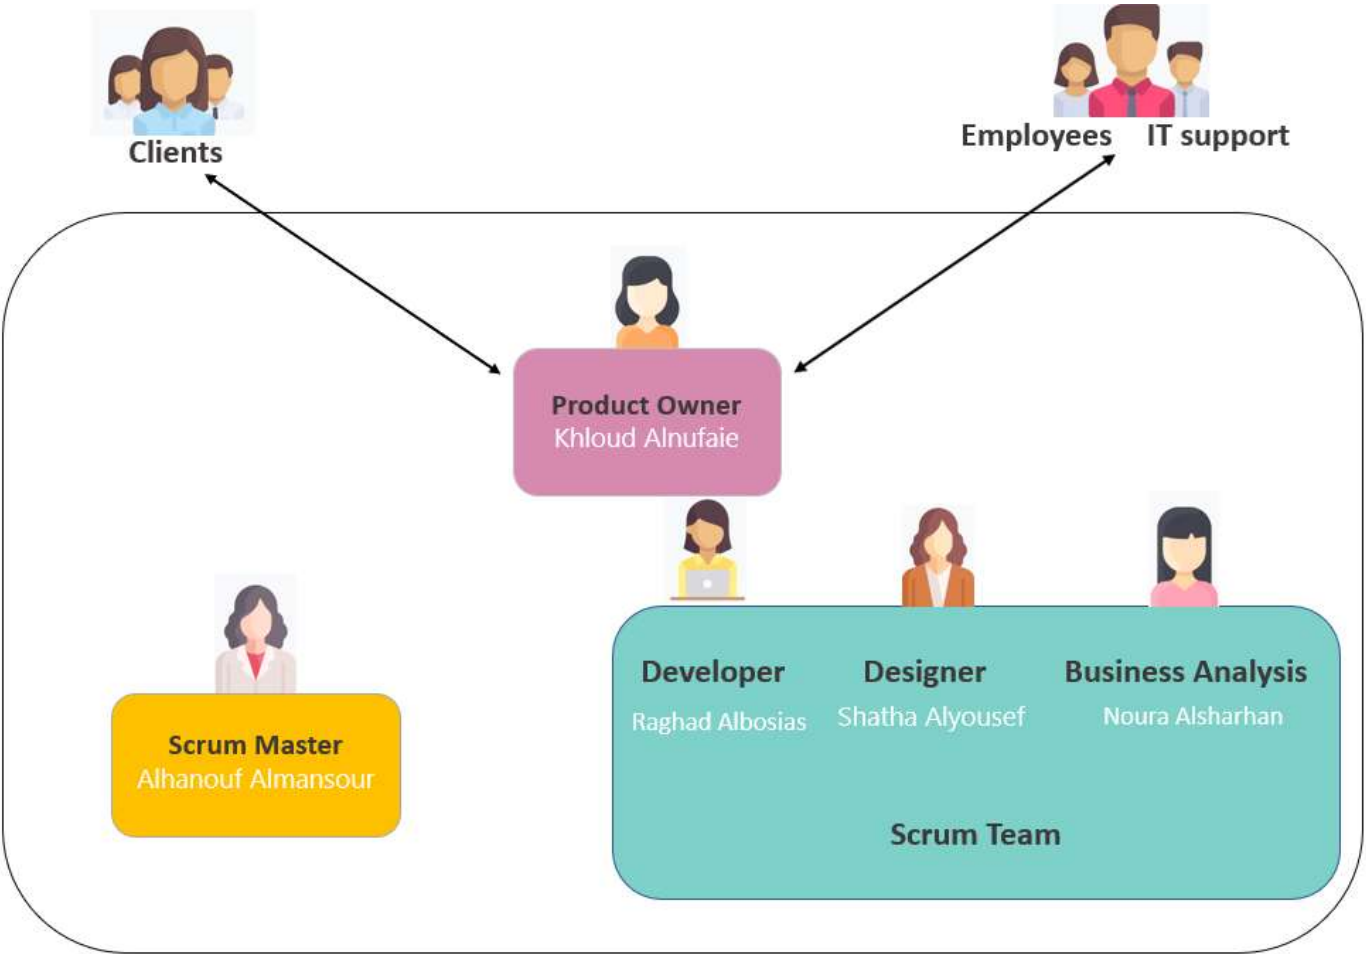 Clients
Employees IT support
Product Owner
Khloud Alnufaie
Developer Designer Business Analysis
Raghad Albosias Shatha Alyousef Noura Alsharhan
Scrum Master
Alhanouf Almansour
Scrum Team